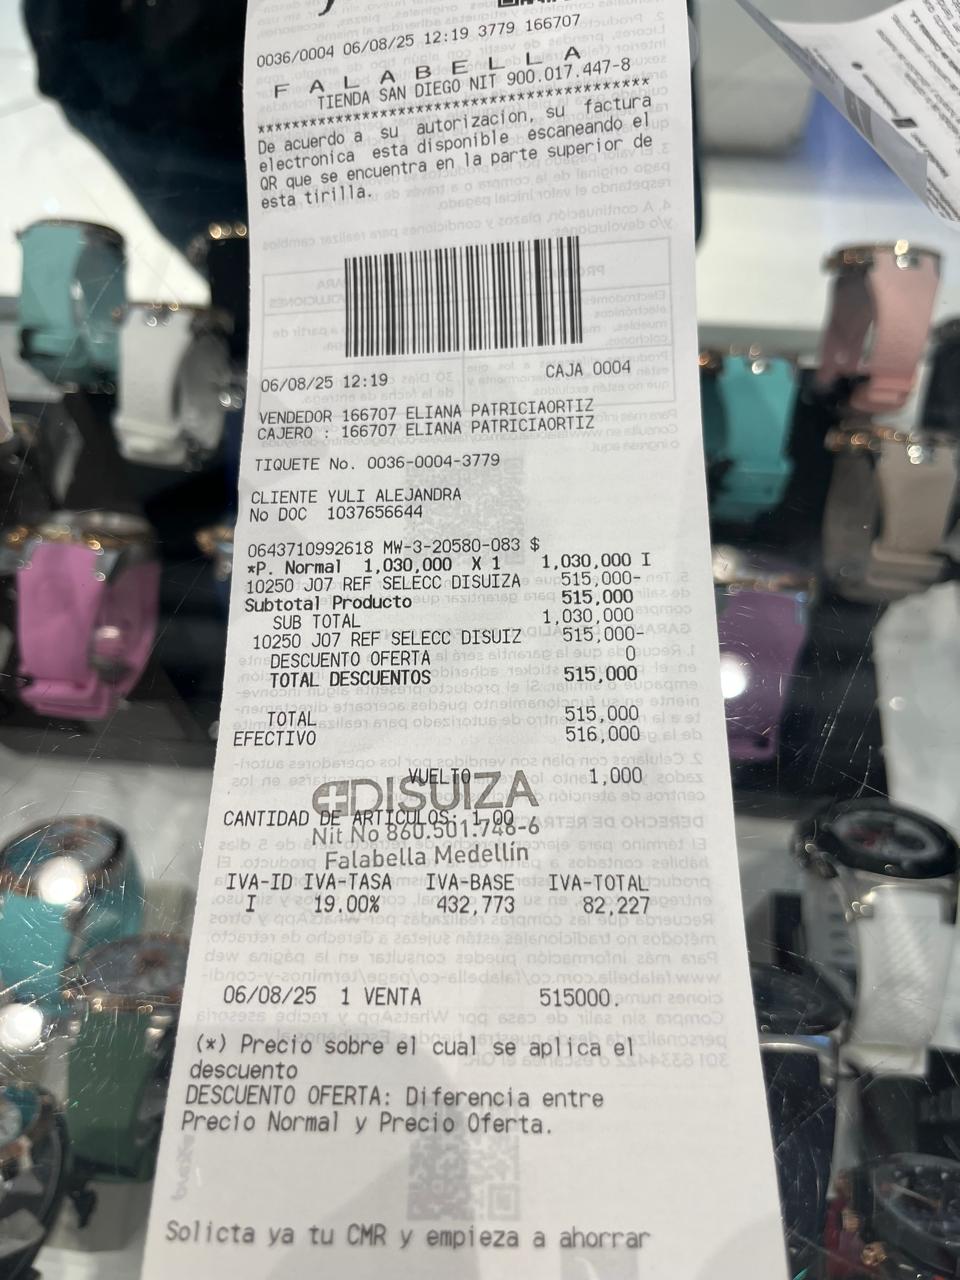 0036/0004 06/08/25 12:19 3779 166707
F A L A B E L L A
TIENDA SAN DIEGO NIT 900.017.447-8
**************************************************
De acuerdo a su autorizacion, su factura
electronica esta disponible escaneando el
QR que se encuentra en la parte superior de
esta tirilla.
06/08/25 12:19 CAJA 0004
VENDEDOR 166707 ELIANA PATRICIAORTIZ
CAJERO : 166707 ELIANA PATRICIAORTIZ
TIQUETE No. 0036-0004-3779
CLIENTE YULI ALEJANDRA
No DOC 1037656644
0643710992618 MW-3-20580-083 $
*P. Normal 1,030,000 X 1 1,030,000 I
10250 J07 REF SELECC DISUIZA 515,000-
Subtotal Producto 515,000
SUB TOTAL 1,030,000
10250 J07 REF SELECC DISUIZ 515,000-
DESCUENTO OFERTA 0
TOTAL DESCUENTOS 515,000
TOTAL 515,000
EFECTIVO 516,000
VUELTO 1,000
DISUIZA
CANTIDAD DE ARTICULOS: 1.00
Nit No 860.501.746-6
Falabella Medellín
IVA-ID IVA-TASA IVA-BASE IVA-TOTAL
I 19.00% 432,773 82,227
06/08/25 1 VENTA 515000.
(*) Precio sobre el cual se aplica el
descuento
DESCUENTO OFERTA: Diferencia entre
Precio Normal y Precio Oferta.
Solicta ya tu CMR y empieza a ahorrar